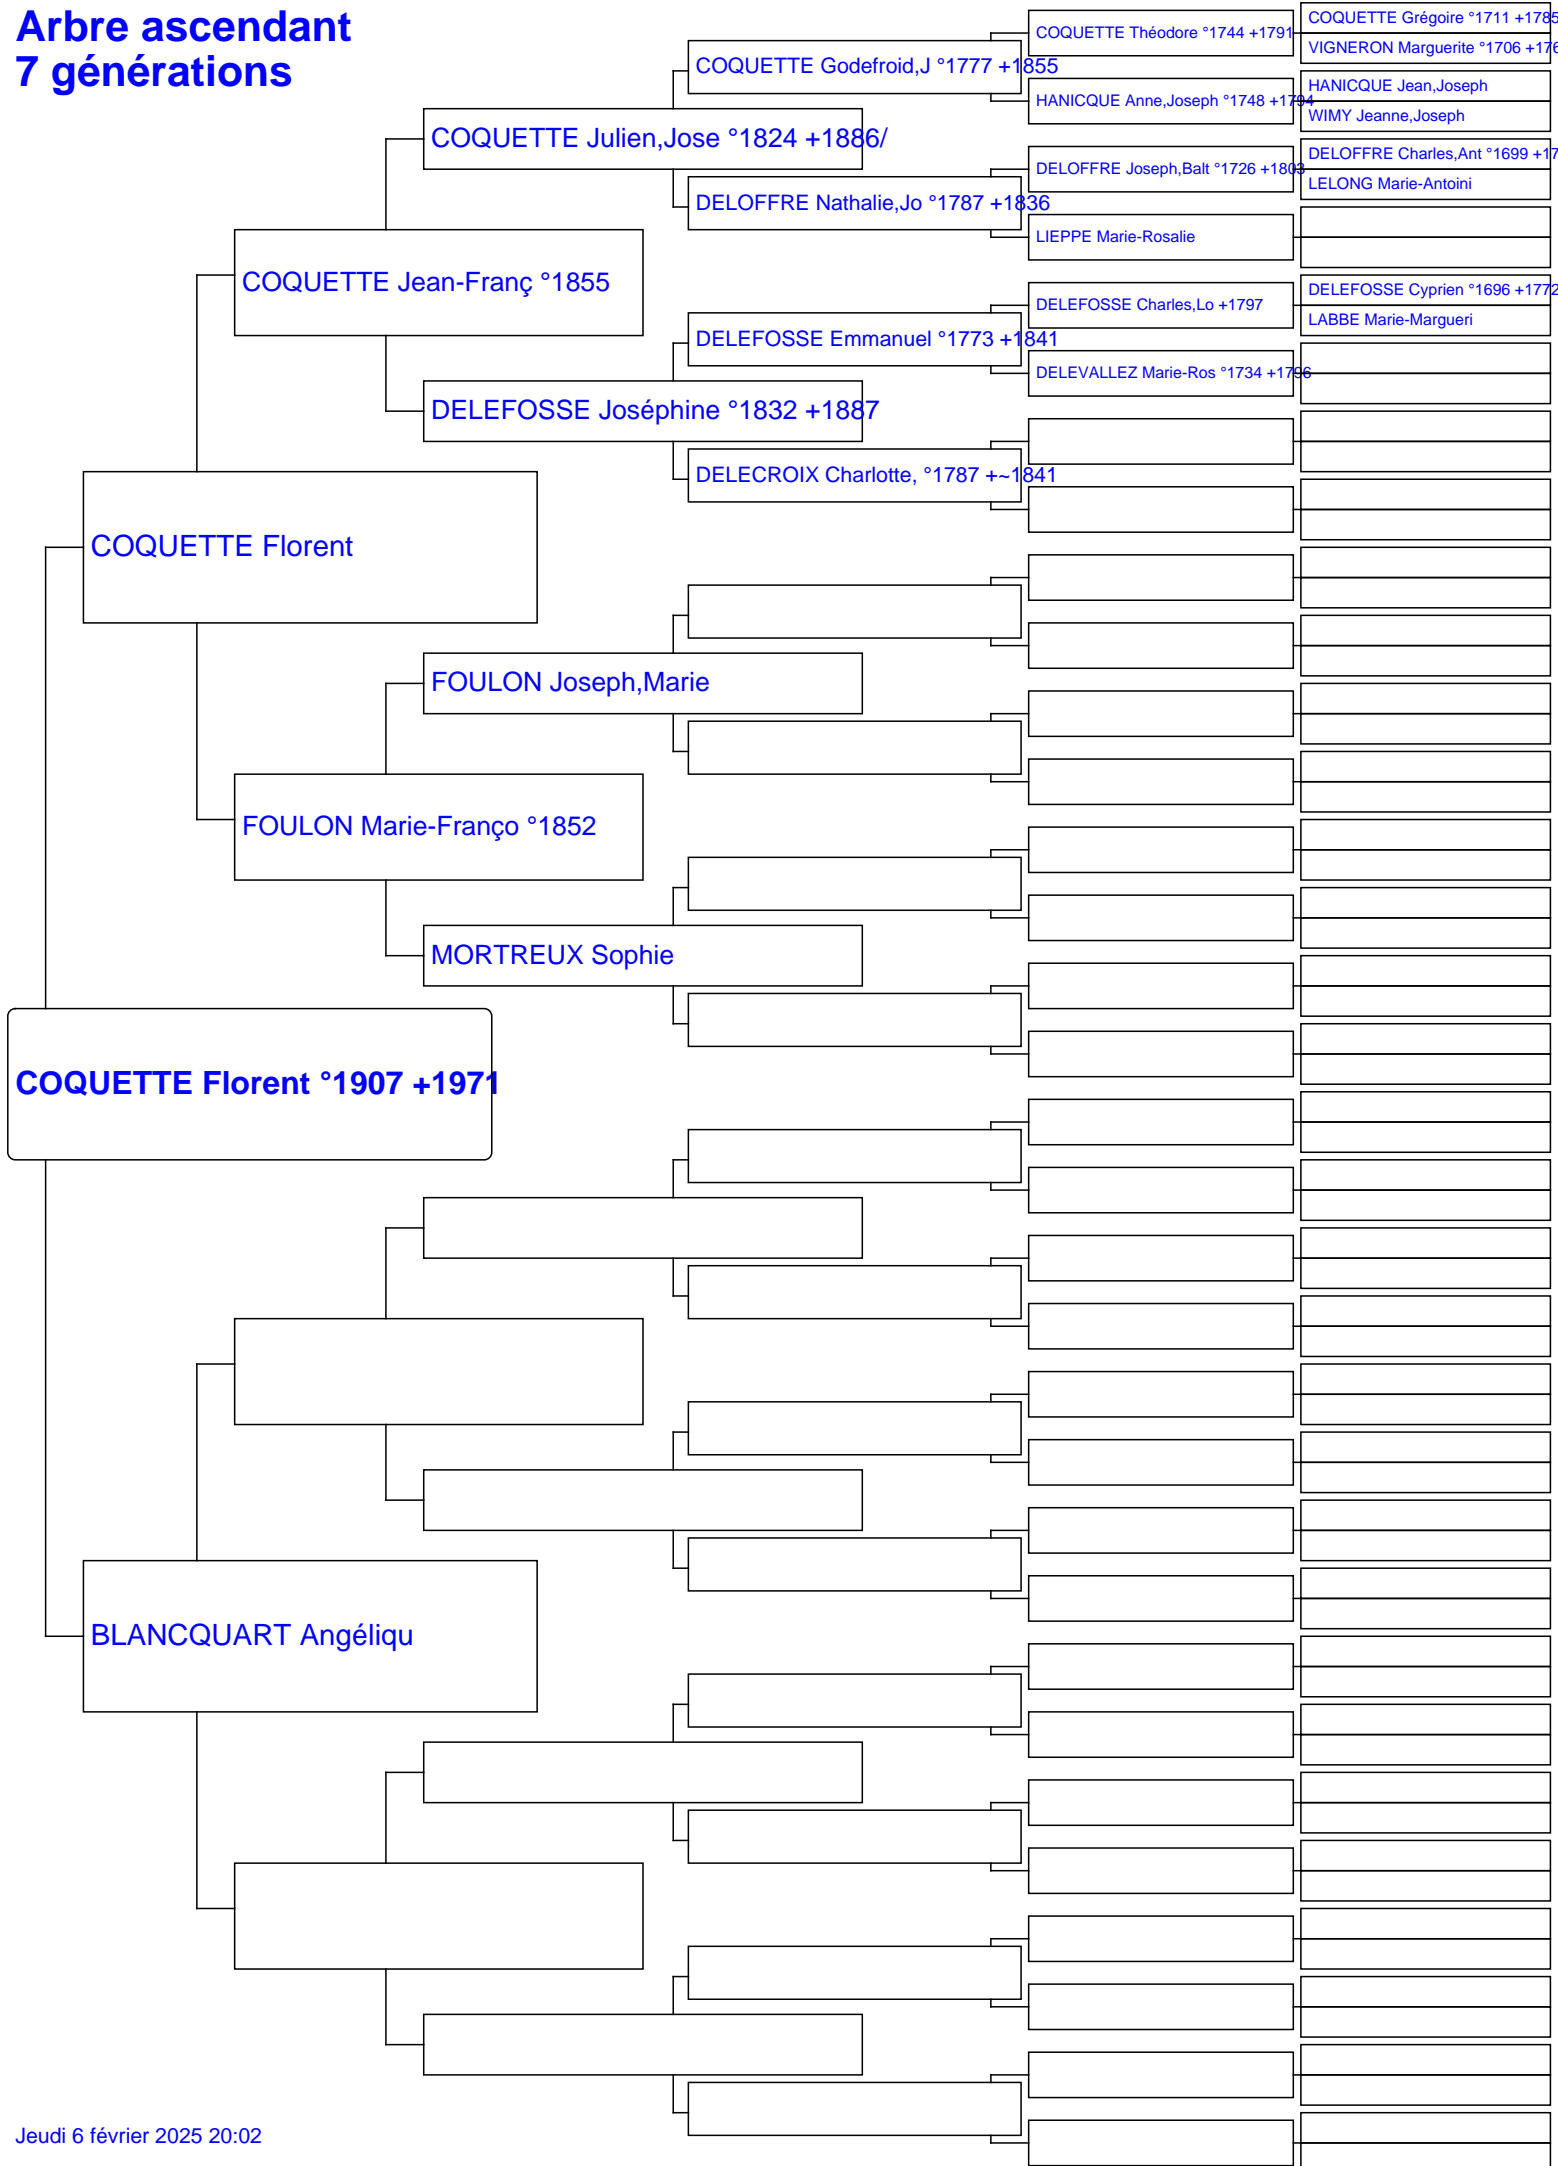 Arbre ascendant
7 générations
COQUETTE Grégoire °1711 +1785
COQUETTE Théodore °1744 +1791
VIGNERON Marguerite °1706 +176
COQUETTE Godefroid,J °1777 +1855
HANICQUE Jean,Joseph
HANICQUE Anne,Joseph °1748 +1794
WIMY Jeanne,Joseph
COQUETTE Julien,Jose °1824 +1886/
DELOFFRE Charles,Ant °1699 +17
DELOFFRE Joseph,Balt °1726 +1803
LELONG Marie-Antoini
DELOFFRE Nathalie,Jo °1787 +1836
LIEPPE Marie-Rosalie
COQUETTE Jean-Franç °1855
DELEFOSSE Cyprien °1696 +1772
DELEFOSSE Charles,Lo +1797
LABBE Marie-Margueri
DELEFOSSE Emmanuel °1773 +1841
DELEVALLEZ Marie-Ros °1734 +1796
DELEFOSSE Joséphine °1832 +1887
DELECROIX Charlotte, °1787 +~1841
COQUETTE Florent
FOULON Joseph,Marie
FOULON Marie-Franço °1852
MORTREUX Sophie
COQUETTE Florent °1907 +1971
BLANCQUART Angéliqu
Jeudi 6 février 2025 20:02